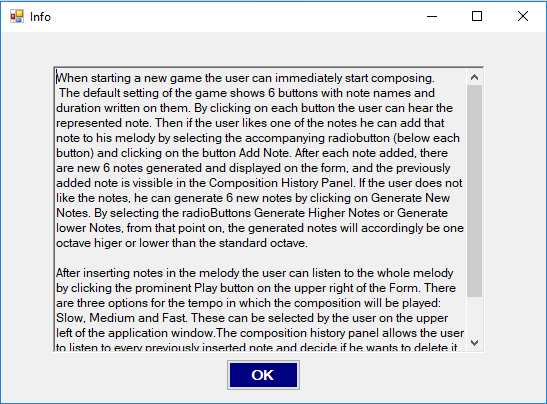 Info
When starting a new game the user can immediately start composing.
The default setting of the game shows 6 buttons with note names and
duration written on them. By clicking on each button the user can hear the
represented note. Then if the user likes one of the notes he can add that
note to his melody by selecting the accompanying radiobutton (below each
button) and clicking on the button Add Note. After each note added, there
are new 6 notes generated and displayed on the form, and the previously
added note is vissible in the Composition History Panel. If the user does not
like the notes, he can generate 6 new notes by clicking on Generate New
Notes. By selecting the radioButtons Generate Higher Notes or Generate
lower Notes, from that point on, the generated notes will accordingly be one
octave higer or lower than the standard octave.

After inserting notes in the melody the user can listen to the whole melody
by clicking the prominent Play button on the upper right of the Form. There
are three options for the tempo in which the composition will be played:
Slow, Medium and Fast. These can be selected by the user on the upper
left of the application window.The composition history panel allows the user
to listen to every previously inserted note and decide if he wants to delete it
OK